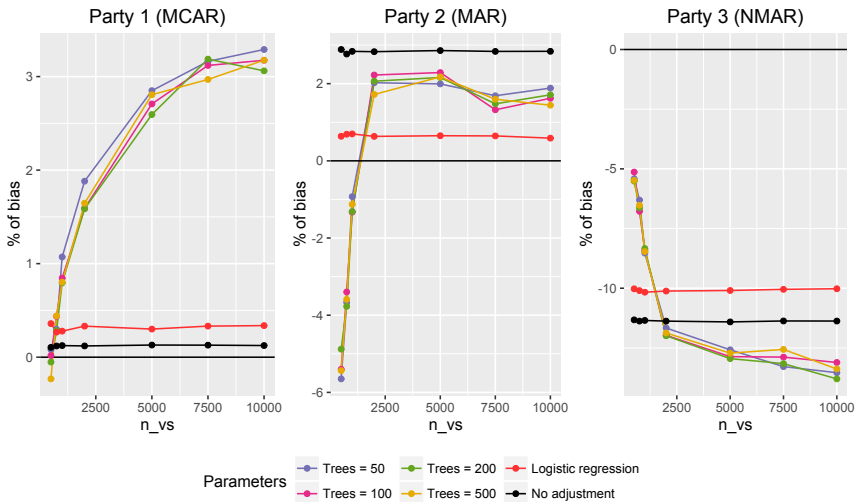 Party 1 (MCAR)
Party 2 (MAR)
Party 3 (NMAR)
% of bias
3
2
1
0
2500
5000
7500
10000
n_vs
% of bias
2
0
-2
-4
-6
2500
5000
7500
10000
n_vs
% of bias
0
-5
-10
2500
5000
7500
10000
n_vs
Parameters
Trees = 50
Trees = 200
Logistic regression
Trees = 100
Trees = 500
No adjustment